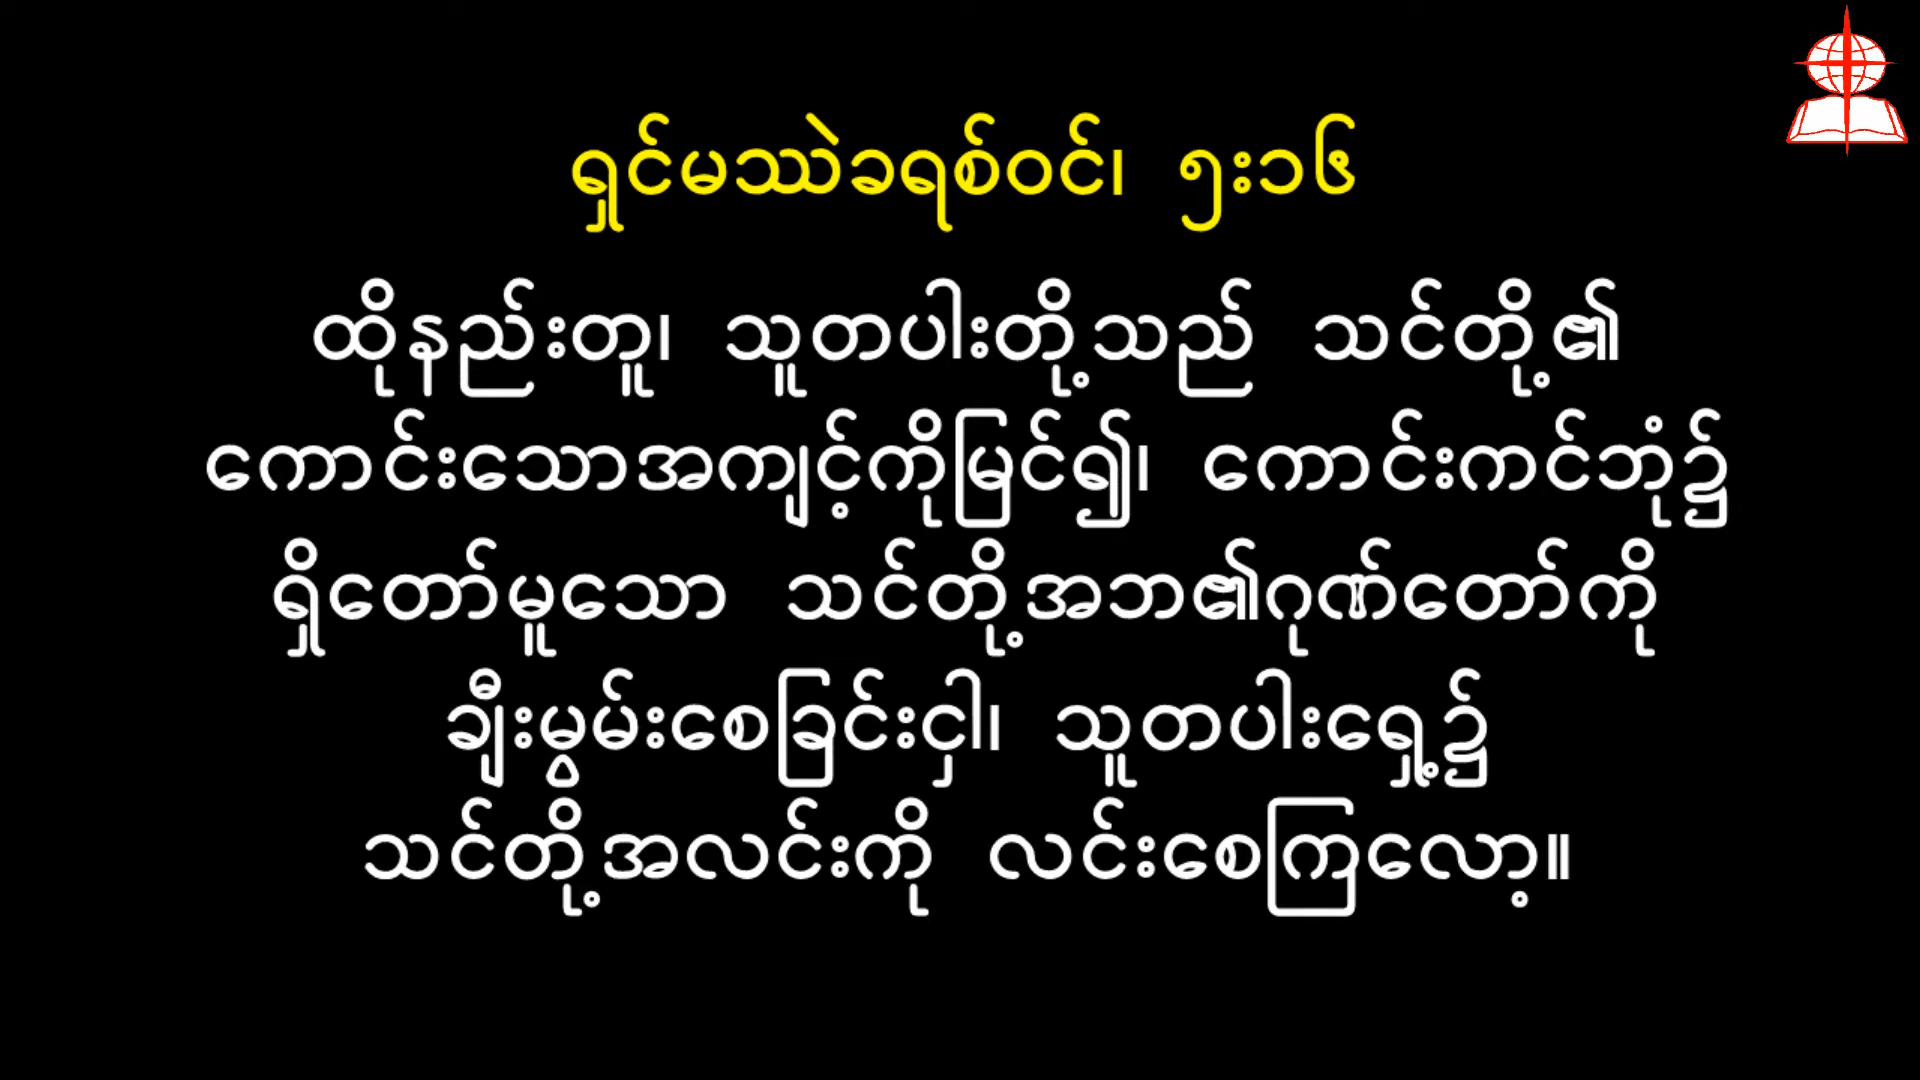 ရှင်မဿဲခရစ်ဝင်၊ ၅း၁၆
ထိုနည်းတူ၊ သူတပါးတို့သည် သင်တို့၏
ကောင်းသောအကျင့်ကိုမြင်၍၊ ကောင်းကင်ဘုံ၌
ရှိတော်မူသော သင်တို့အဘ၏ဂုဏ်တော်ကို
ချီးမွမ်းစေခြင်းငှါ၊ သူတပါးရှေ့၌
သင်တို့အလင်းကို လင်းစေကြလော့။